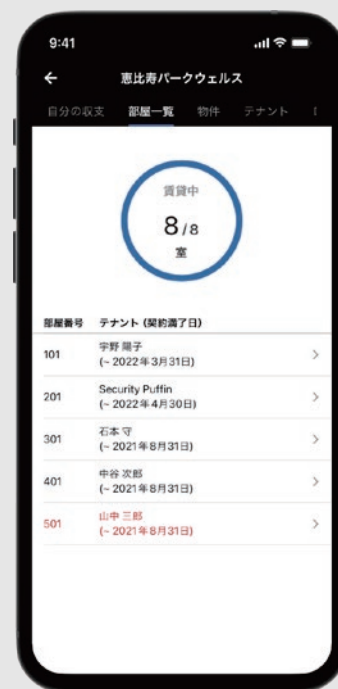 9:41
恵比寿パークウェルス
自分の収支 部屋一覧 物件 テナント
賃貸中
8/8
室
部屋番号 テナント (契約満了日)
101 宇野 陽子
(~ 2022年3月31日)
201 Security Puffin
(~ 2022年4月30日)
301 石本 守
(~ 2021年8月31日)
401 中谷 次郎
(~ 2021年8月31日)
501 山中 三郎
(~ 2021年8月31日)